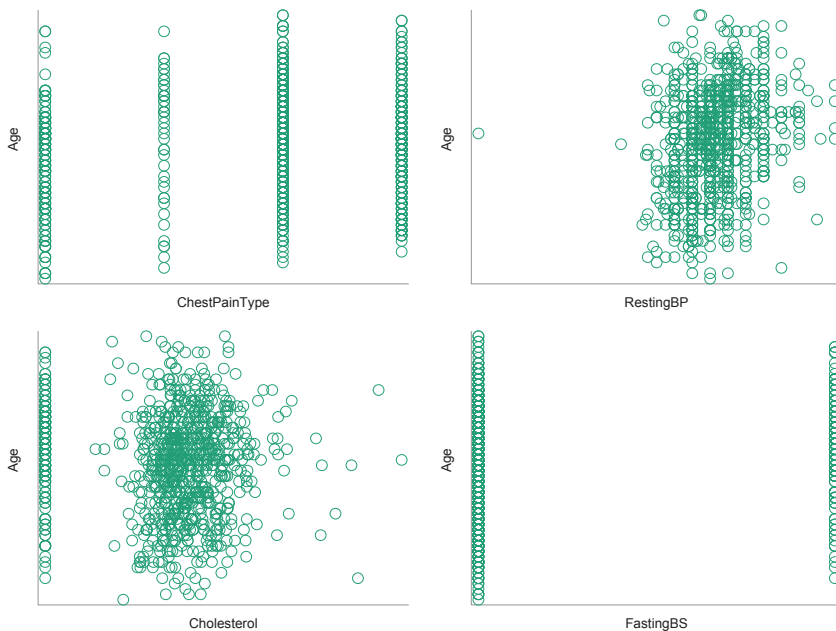 Age
ChestPainType
Age
RestingBP
Age
Cholesterol
Age
FastingBS